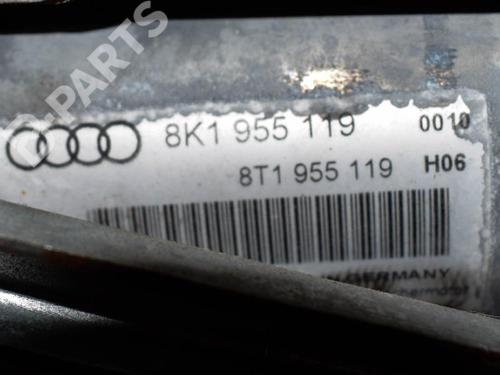 B-PARTS
8K1 955 119 0010
8T1 955 119 H06
GERMANY